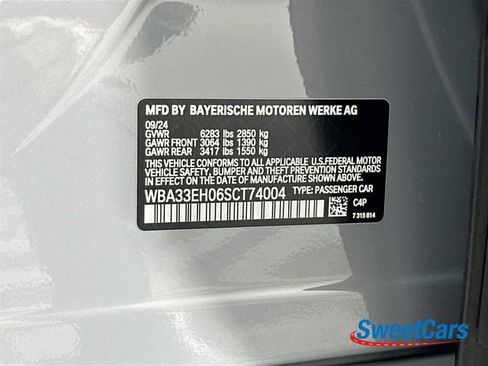 MFD BY BAYERISCHE MOTOREN WERKE AG
09/24
GVWR 6283 lbs 2850 kg
GAWR FRONT 3064 lbs 1390 kg
GAWR REAR 3417 lbs 1550 kg
THIS VEHICLE CONFORMS TO ALL APPLICABLE U.S.FEDERAL MOTOR
VEHICLE SAFETY, BUMPER, AND THEFT PREVENTION STANDARDS
IN EFFECT ON THE DATE OF MANUFACTURE SHOWN ABOVE.
WBA33EH06SCT74004 TYPE: PASSENGER CAR
C4P
7 315 814
SweetCars